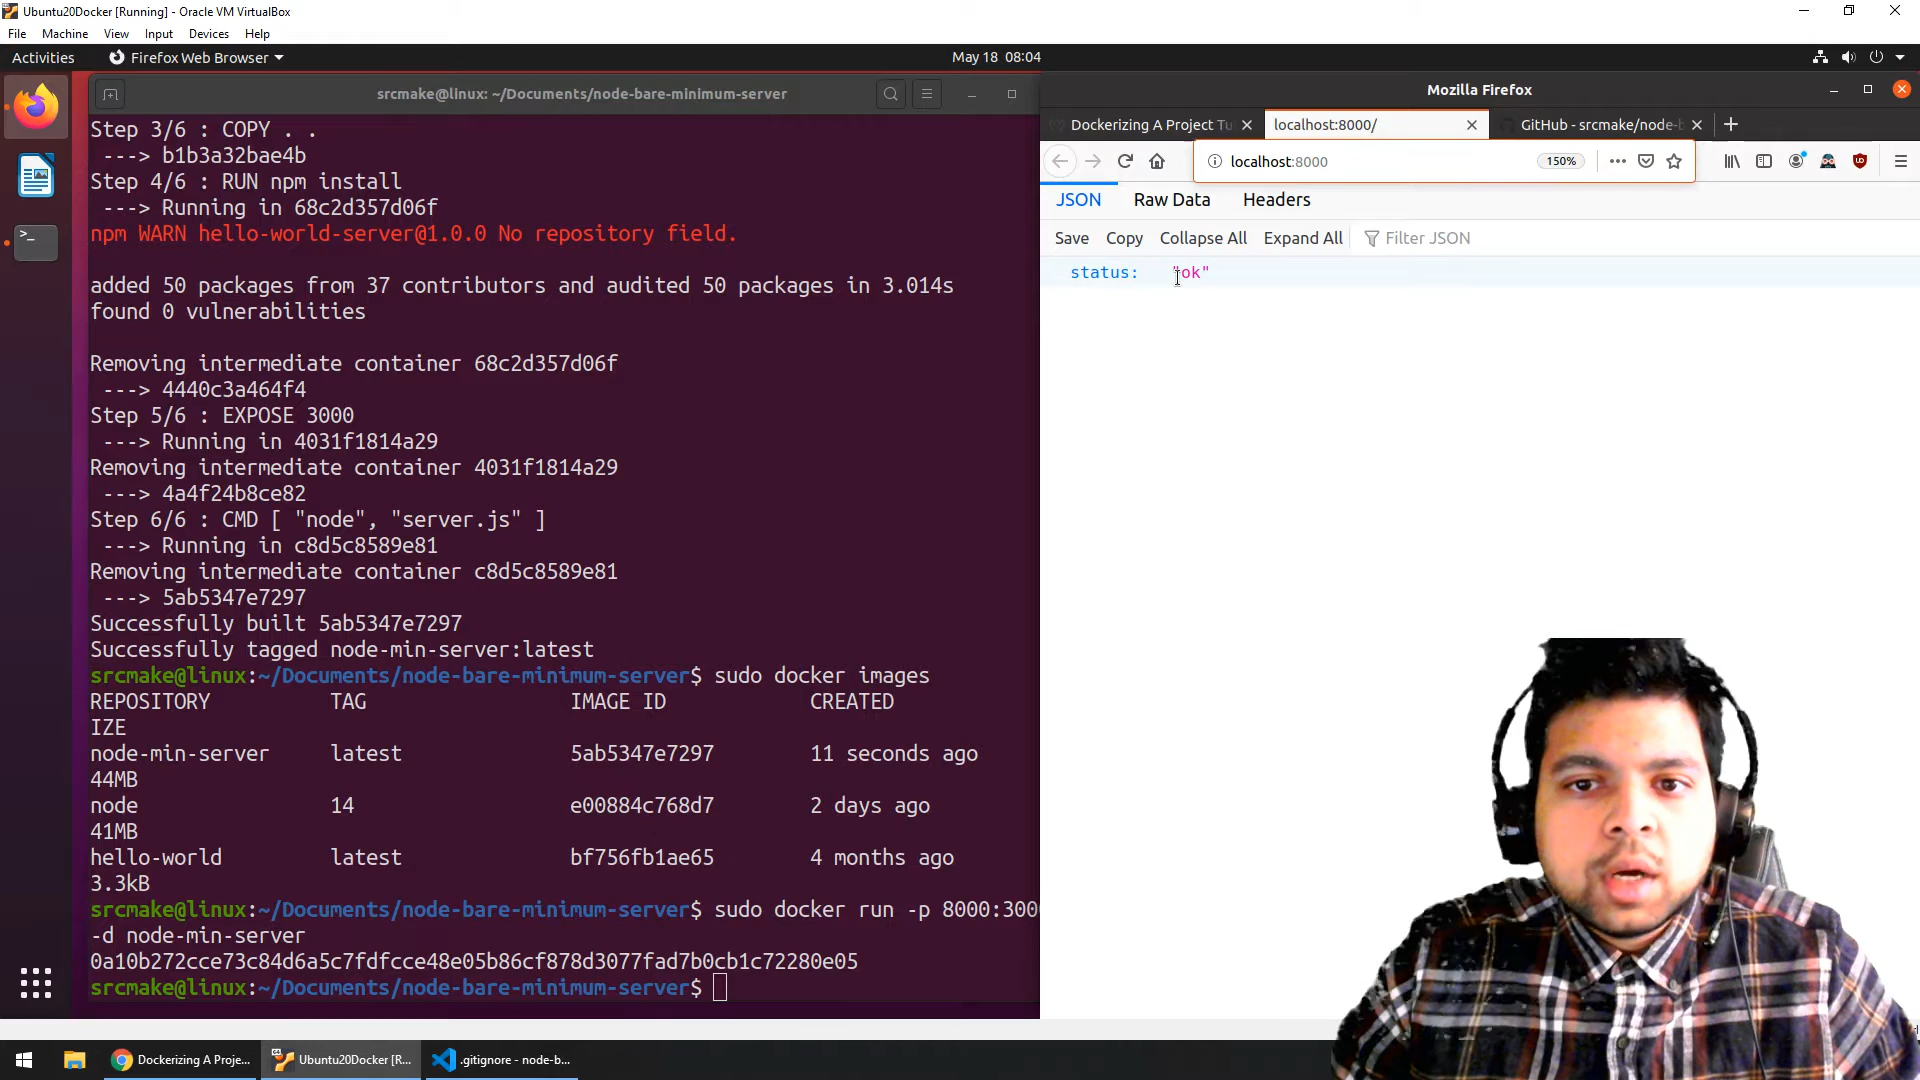 Ubuntu20Docker [Running] - Oracle VM VirtualBox
File Machine View Input Devices Help
Activities Firefox Web Browser May 18 08:04
srcmake@linux: ~/Documents/node-bare-minimum-server
Step 3/6 : COPY . .
---> b1b3a32bae4b
Step 4/6 : RUN npm install
---> Running in 68c2d357d06f
npm WARN hello-world-server@1.0.0 No repository field.
added 50 packages from 37 contributors and audited 50 packages in 3.014s
found 0 vulnerabilities
Removing intermediate container 68c2d357d06f
---> 4440c3a464f4
Step 5/6 : EXPOSE 3000
---> Running in 4031f1814a29
Removing intermediate container 4031f1814a29
---> 4a4f24b8ce82
Step 6/6 : CMD [ "node", "server.js" ]
---> Running in c8d5c8589e81
Removing intermediate container c8d5c8589e81
---> 5ab5347e7297
Successfully built 5ab5347e7297
Successfully tagged node-min-server:latest
srcmake@linux:~/Documents/node-bare-minimum-server$ sudo docker images
REPOSITORY TAG IMAGE ID CREATED
IZE
node-min-server latest 5ab5347e7297 11 seconds ago
44MB
node 14 e00884c768d7 2 days ago
41MB
hello-world latest bf756fb1ae65 4 months ago
3.3kB
srcmake@linux:~/Documents/node-bare-minimum-server$ sudo docker run -p 8000:300
-d node-min-server
0a10b272cce73c84d6a5c7fdfcce48e05b86cf878d3077fad7b0cb1c72280e05
srcmake@linux:~/Documents/node-bare-minimum-server$
Mozilla Firefox
Dockerizing A Project Tu localhost:8000/ GitHub - srcmake/node-b
localhost:8000 150%
JSON Raw Data Headers
Save Copy Collapse All Expand All Filter JSON
status: "ok"
Dockerizing A Proje... Ubuntu20Docker [R... .gitignore - node-b...